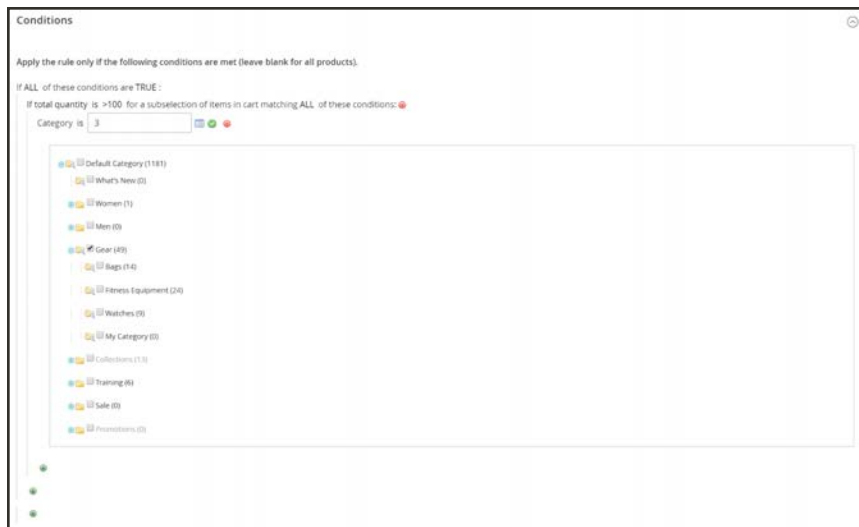 Conditions
Apply the rule only if the following conditions are met (leave blank for all products).
If ALL of these conditions are TRUE :
If total quantity is >100 for a subselection of items in cart matching ALL of these conditions:
Category is 3
Default Category (1181)
What's New (0)
Women (1)
Men (0)
Gear (49)
Bags (14)
Fitness Equipment (24)
Watches (9)
My Category (0)
Collections (13)
Training (6)
Sale (0)
Promotions (0)